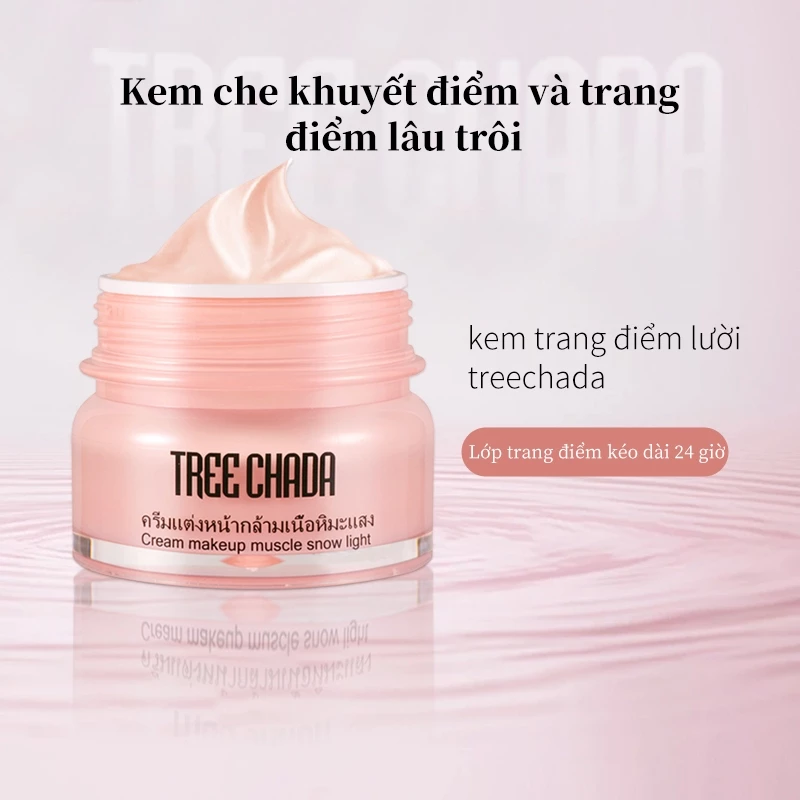 TREE CHADA
Kem che khuyết điểm và trang
điểm lâu trôi
kem trang điểm lười
treechada
Lớp trang điểm kéo dài 24 giờ
TREE CHADA
ครีมแต่งหน้ากล้ามเนื้อหิมะแสง
Cream makeup muscle snow light